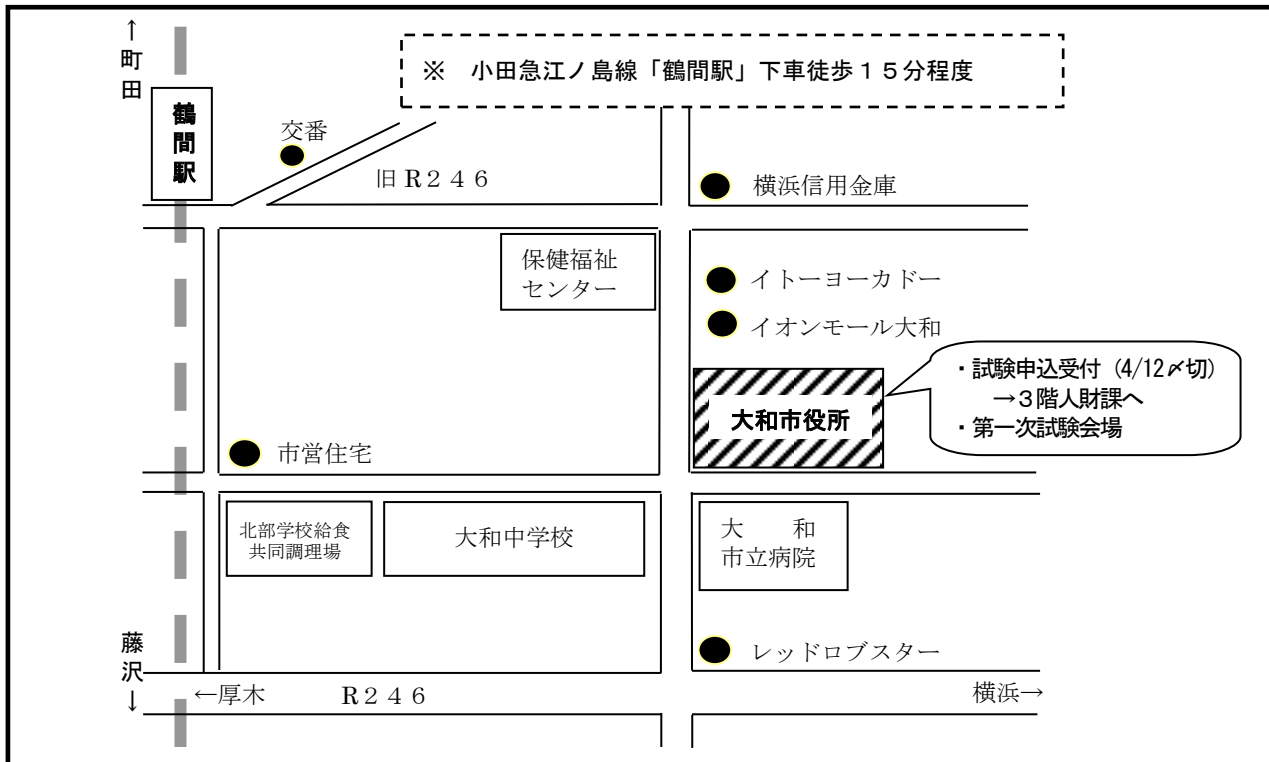 ↑町田
※　小田急江ノ島線「鶴間駅」下車徒歩１５分程度
鶴間駅
交番
旧Ｒ２４６
横浜信用金庫
保健福祉
センター
イトーヨーカドー
イオンモール大和
・試験申込受付（4/12〆切）
→３階人財課へ
・第一次試験会場
大和市役所
市営住宅
北部学校給食
共同調理場
大和中学校
大　和
市立病院
藤沢↓
レッドロブスター
←厚木
Ｒ２４６
横浜→